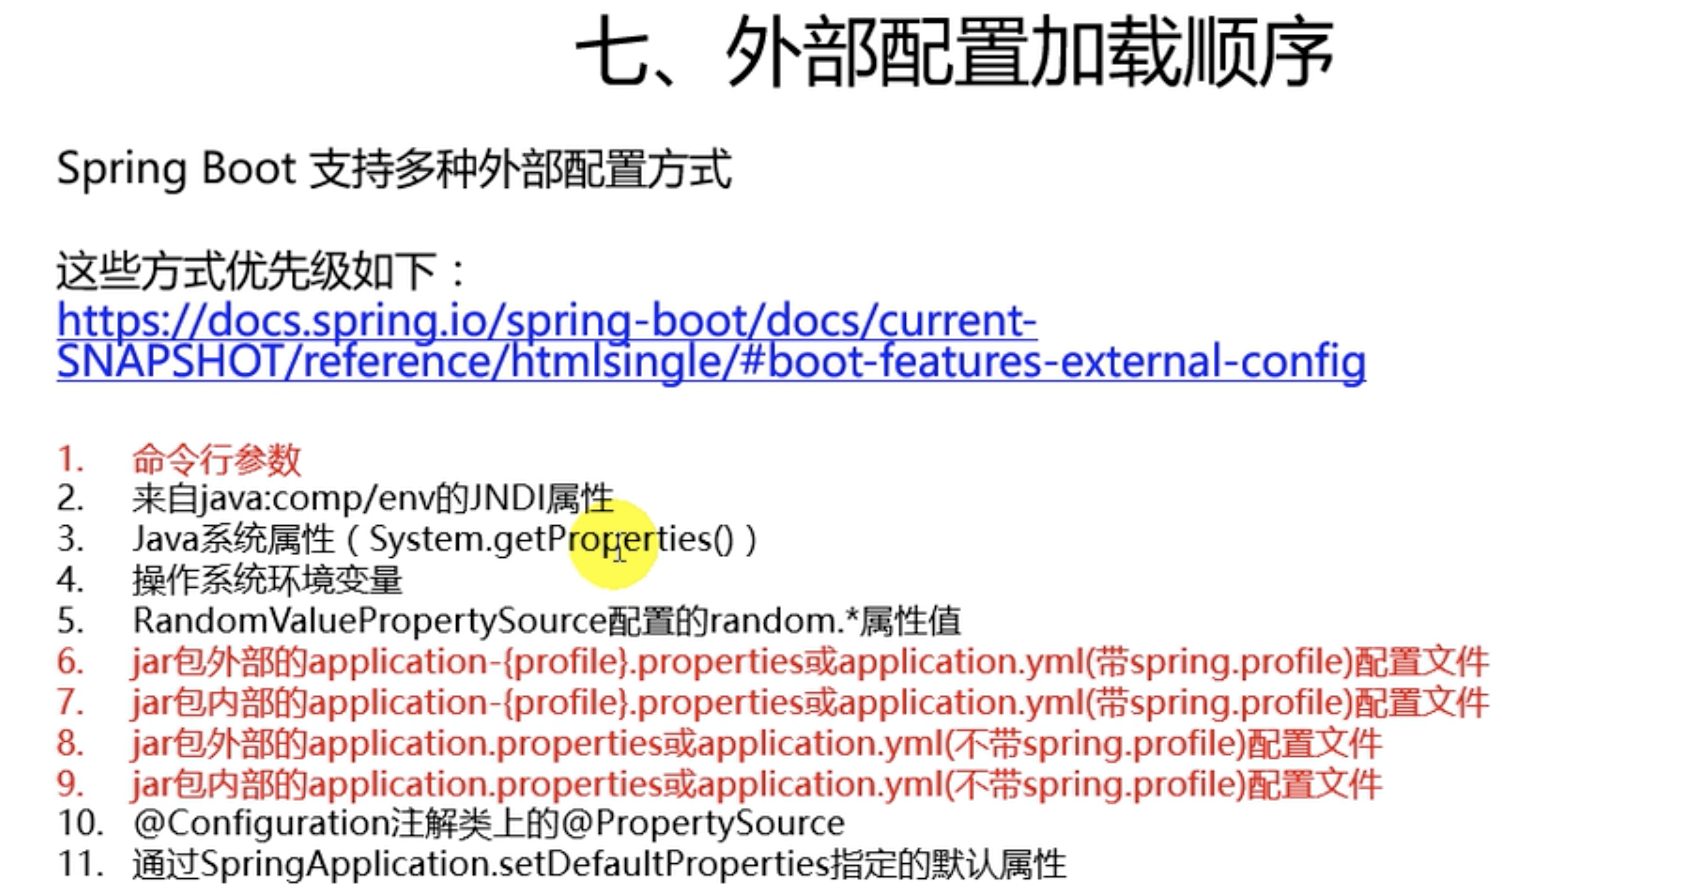 七、外部配置加载顺序
Spring Boot 支持多种外部配置方式
这些方式优先级如下：
https://docs.spring.io/spring-boot/docs/current-
SNAPSHOT/reference/htmlsingle/#boot-features-external-config
1. 命令行参数
2. 来自java:comp/env的JNDI属性
3. Java系统属性（System.getProperties()）
4. 操作系统环境变量
5. RandomValuePropertySource配置的random.*属性值
6. jar包外部的application-{profile}.properties或application.yml(带spring.profile)配置文件
7. jar包内部的application-{profile}.properties或application.yml(带spring.profile)配置文件
8. jar包外部的application.properties或application.yml(不带spring.profile)配置文件
9. jar包内部的application.properties或application.yml(不带spring.profile)配置文件
10. @Configuration注解类上的@PropertySource
11. 通过SpringApplication.setDefaultProperties指定的默认属性